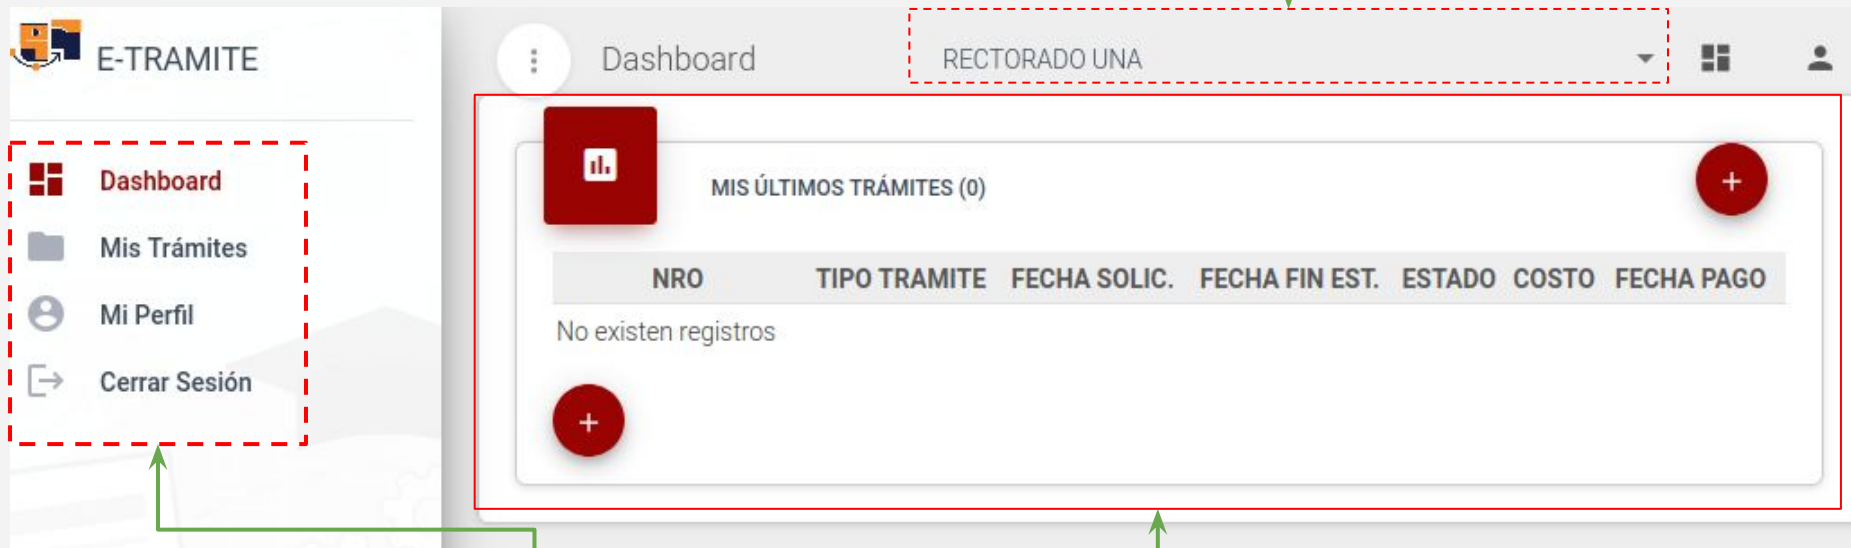 E-TRAMITE
Dashboard
Mis Trámites
Mi Perfil
Cerrar Sesión
Dashboard
RECTORADO UNA
MIS ÚLTIMOS TRÁMITES (0)
NRO TIPO TRAMITE FECHA SOLIC. FECHA FIN EST. ESTADO COSTO FECHA PAGO
No existen registros